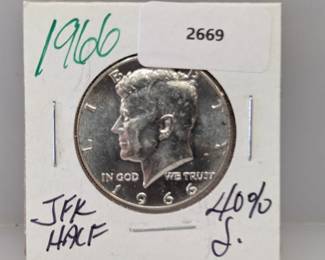 1966
2669
LIBERTY
IN GOD WE TRUST
1966
JFK 40%
HALF S.